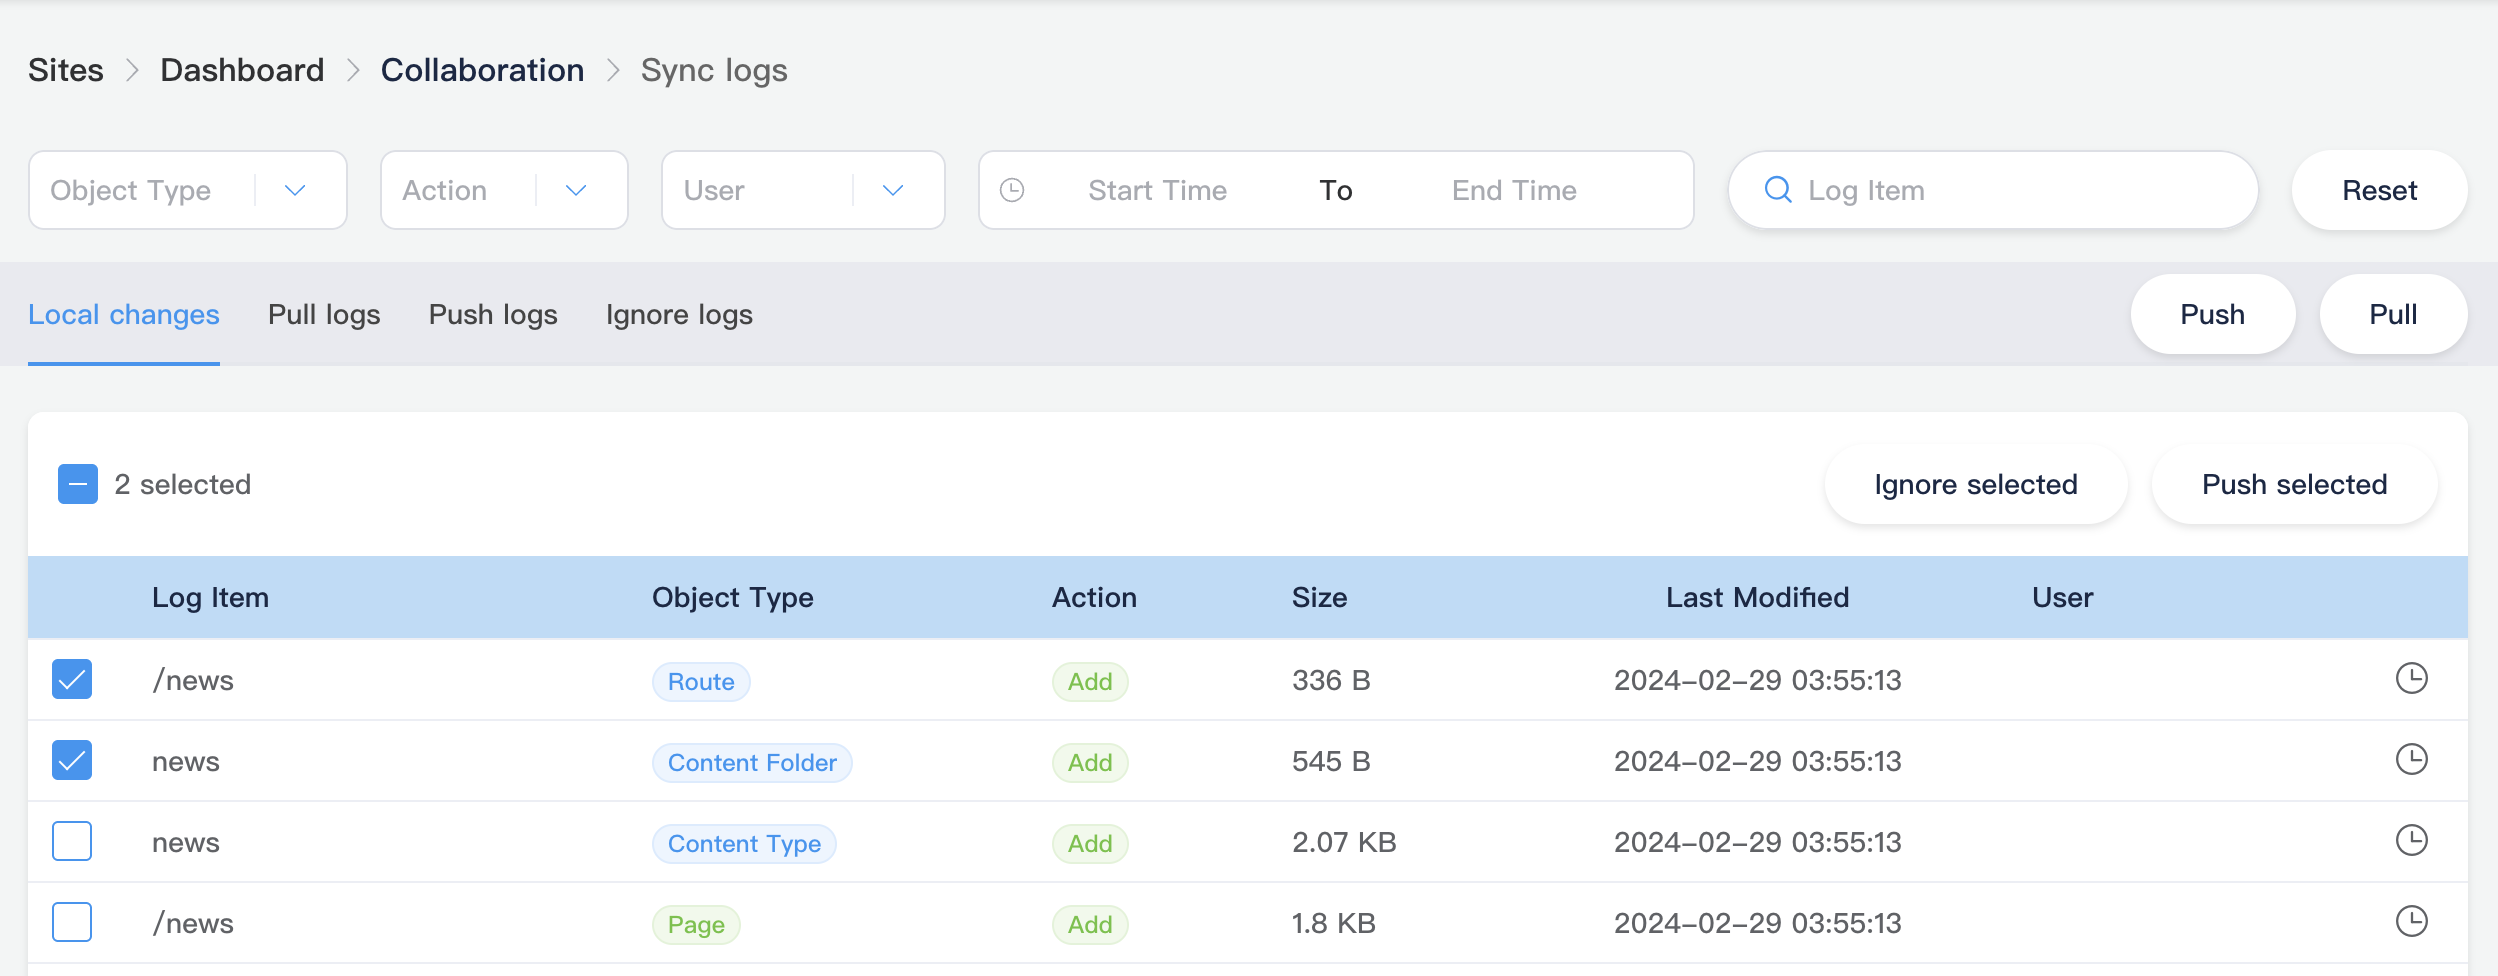 Sites > Dashboard > Collaboration > Sync logs
Object Type Action User Start Time To End Time Log Item Reset
Local changes Pull logs Push logs Ignore logs Push Pull
2 selected Ignore selected Push selected
Log Item Object Type Action Size Last Modified User
/news Route Add 336 B 2024-02-29 03:55:13
news Content Folder Add 545 B 2024-02-29 03:55:13
news Content Type Add 2.07 KB 2024-02-29 03:55:13
/news Page Add 1.8 KB 2024-02-29 03:55:13